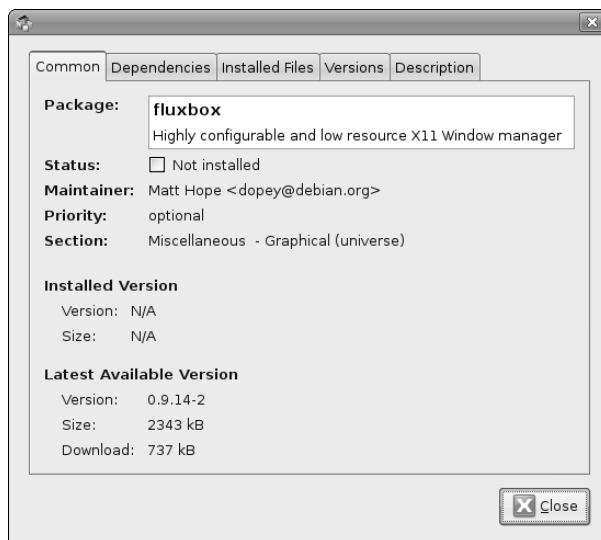 Common Dependencies Installed Files Versions Description
Package: fluxbox
Highly configurable and low resource X11 Window manager
Status: Not installed
Maintainer: Matt Hope <dopey@debian.org>
Priority: optional
Section: Miscellaneous - Graphical (universe)
Installed Version
Version: N/A
Size: N/A
Latest Available Version
Version: 0.9.14-2
Size: 2343 kB
Download: 737 kB
Close